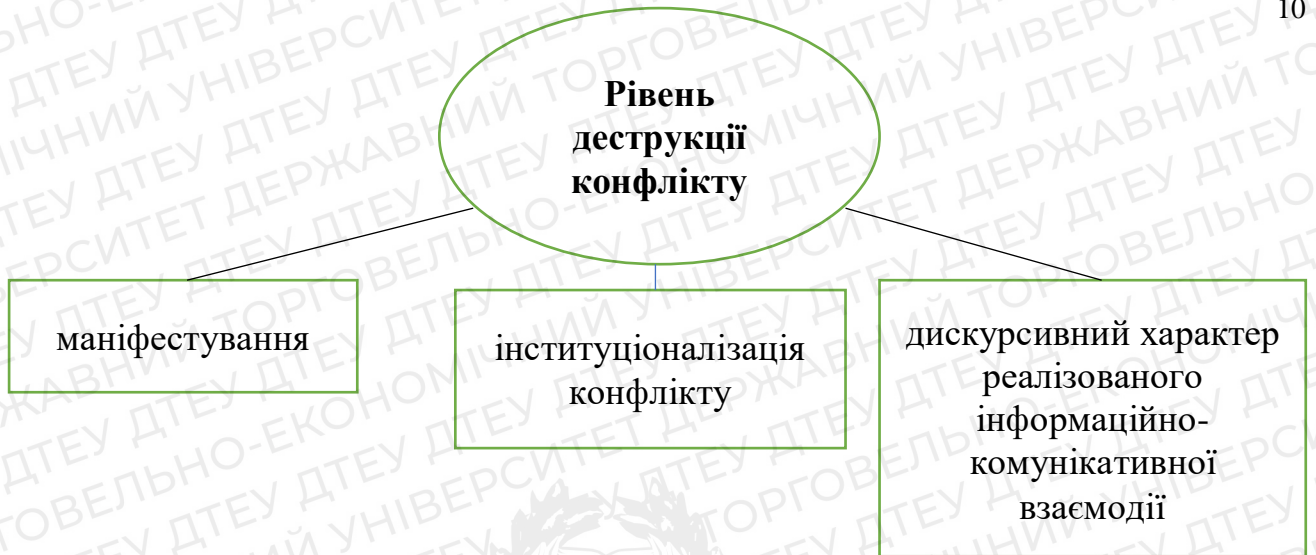 10
Рівень
деструкції
конфлікту
маніфестування
інституціоналізація
конфлікту
дискурсивний характер
реалізованого
інформаційно-
комунікативної
взаємодії